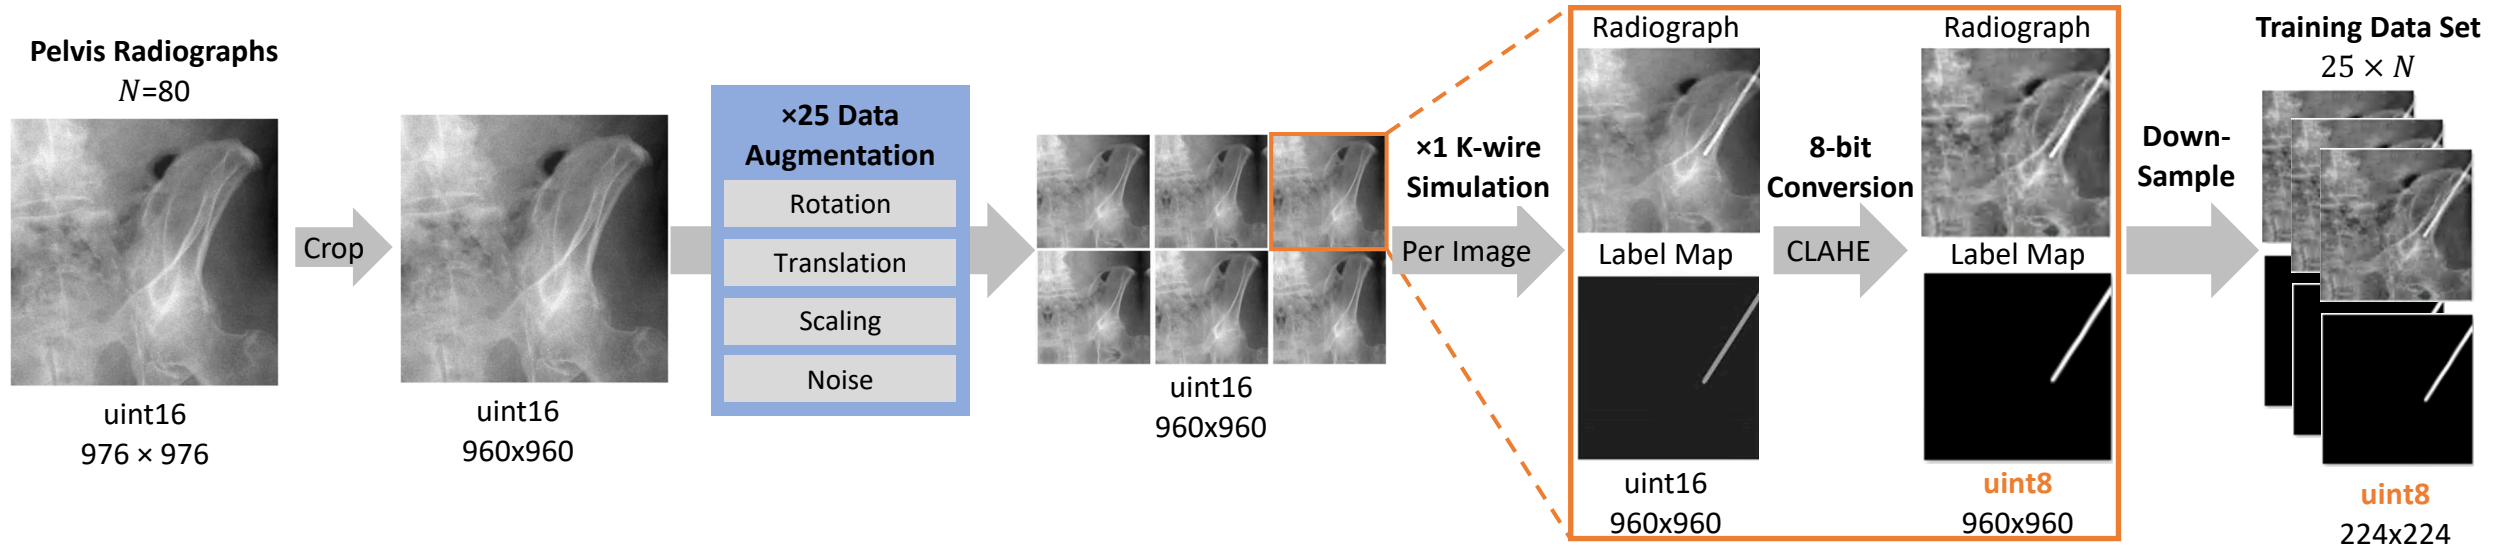 Pelvis Radiographs
N=80
uint16
976 × 976
Crop
uint16
960x960
×25 Data
Augmentation
Rotation
Translation
Scaling
Noise
uint16
960x960
×1 K-wire
Simulation
Per Image
Radiograph
Label Map
uint16
960x960
8-bit
Conversion
CLAHE
Radiograph
Label Map
uint8
960x960
Down-
Sample
Training Data Set
25 × N
uint8
224x224